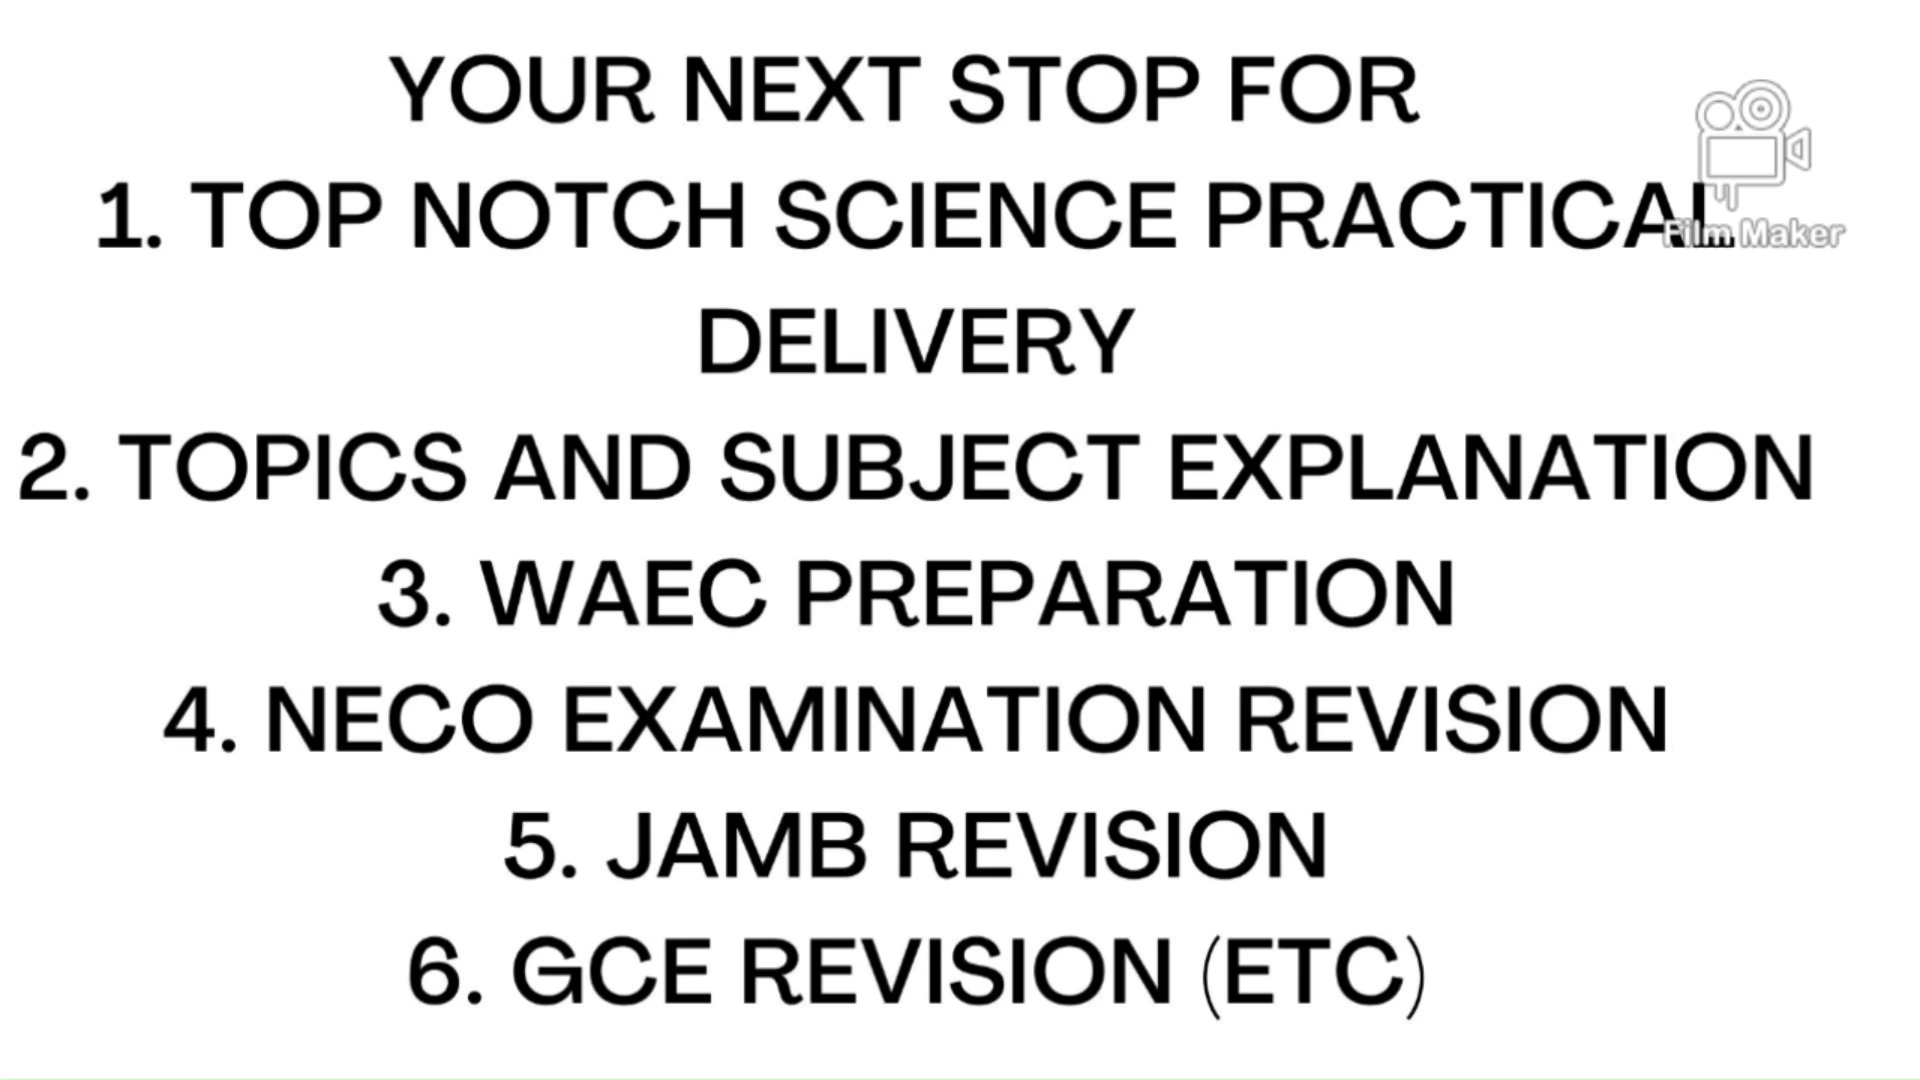 YOUR NEXT STOP FOR
1. TOP NOTCH SCIENCE PRACTICAL
DELIVERY
2. TOPICS AND SUBJECT EXPLANATION
3. WAEC PREPARATION
4. NECO EXAMINATION REVISION
5. JAMB REVISION
6. GCE REVISION (ETC)
Film Maker